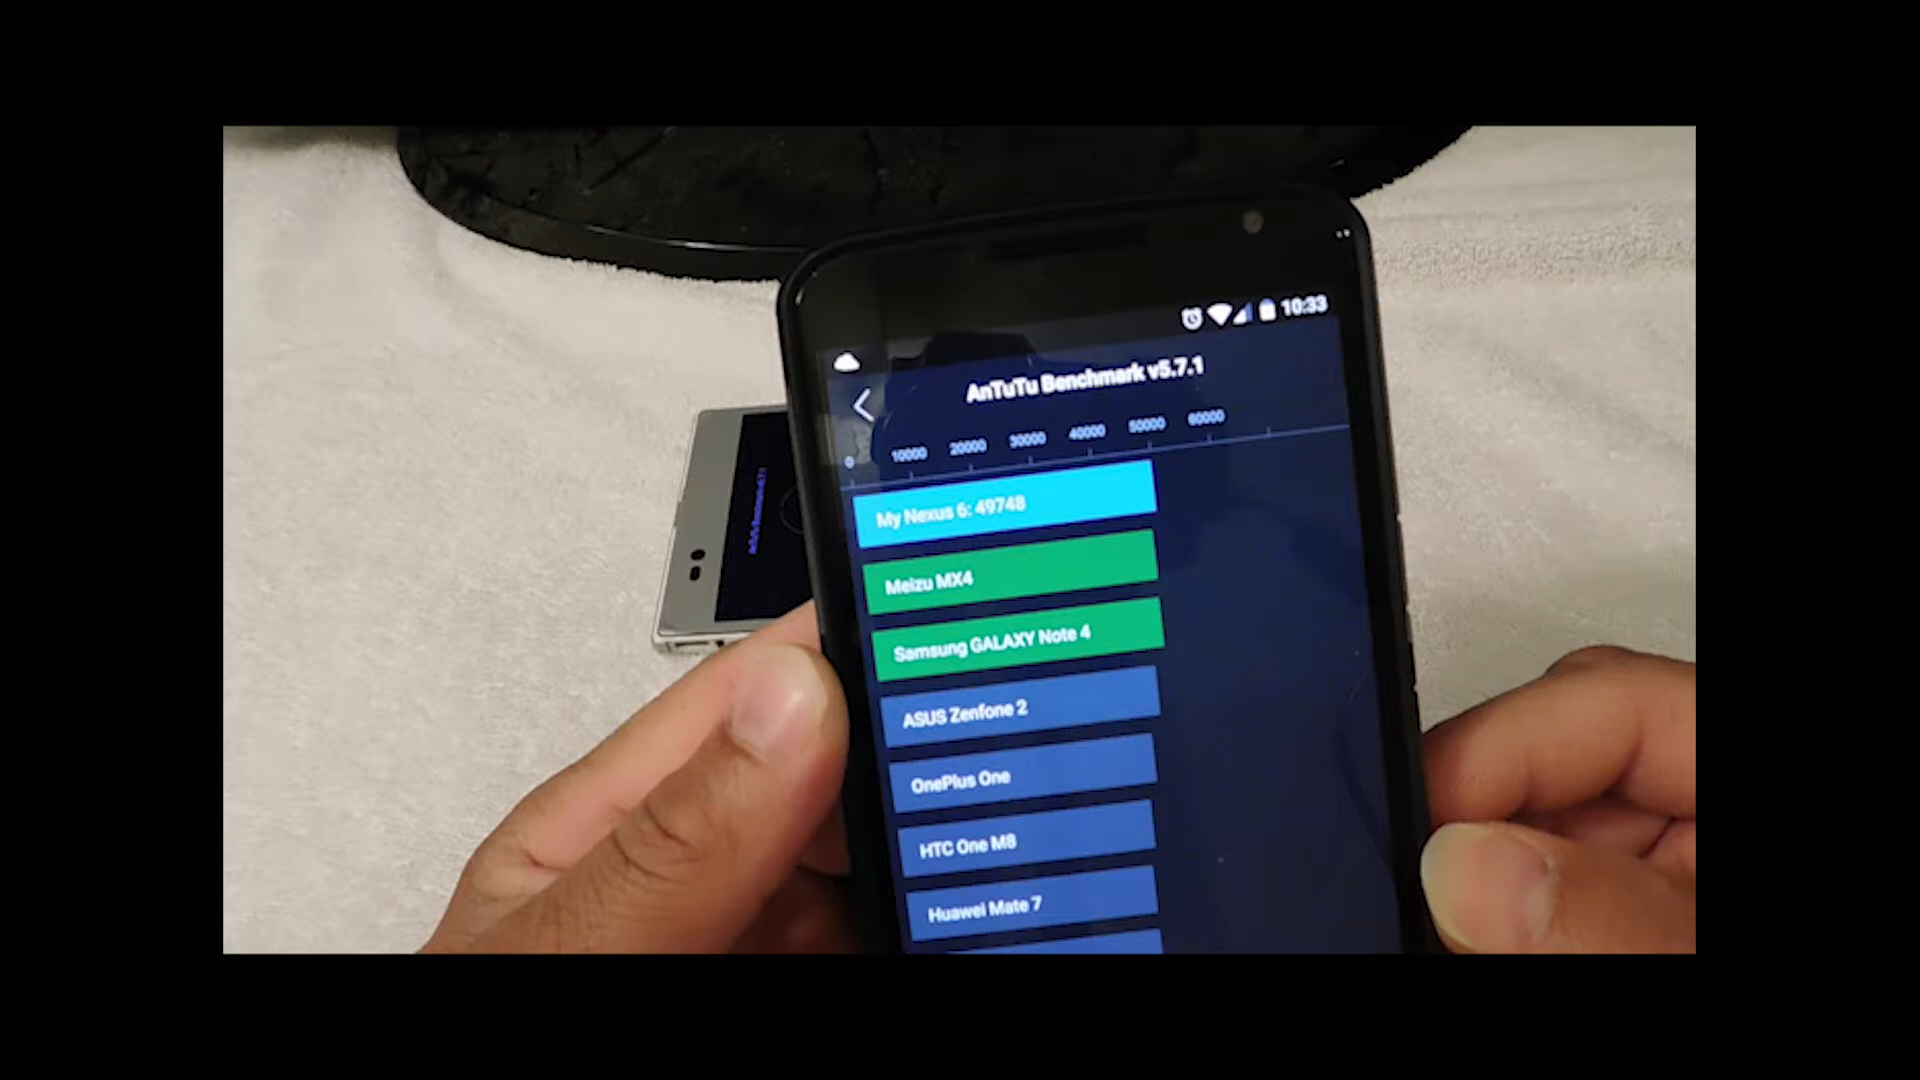 10:33
AnTuTu Benchmark v5.7.1
0 10000 20000 30000 40000 50000 60000
My Nexus 6: 49748
Meizu MX4
Samsung GALAXY Note 4
ASUS Zenfone 2
OnePlus One
HTC One M8
Huawei Mate 7